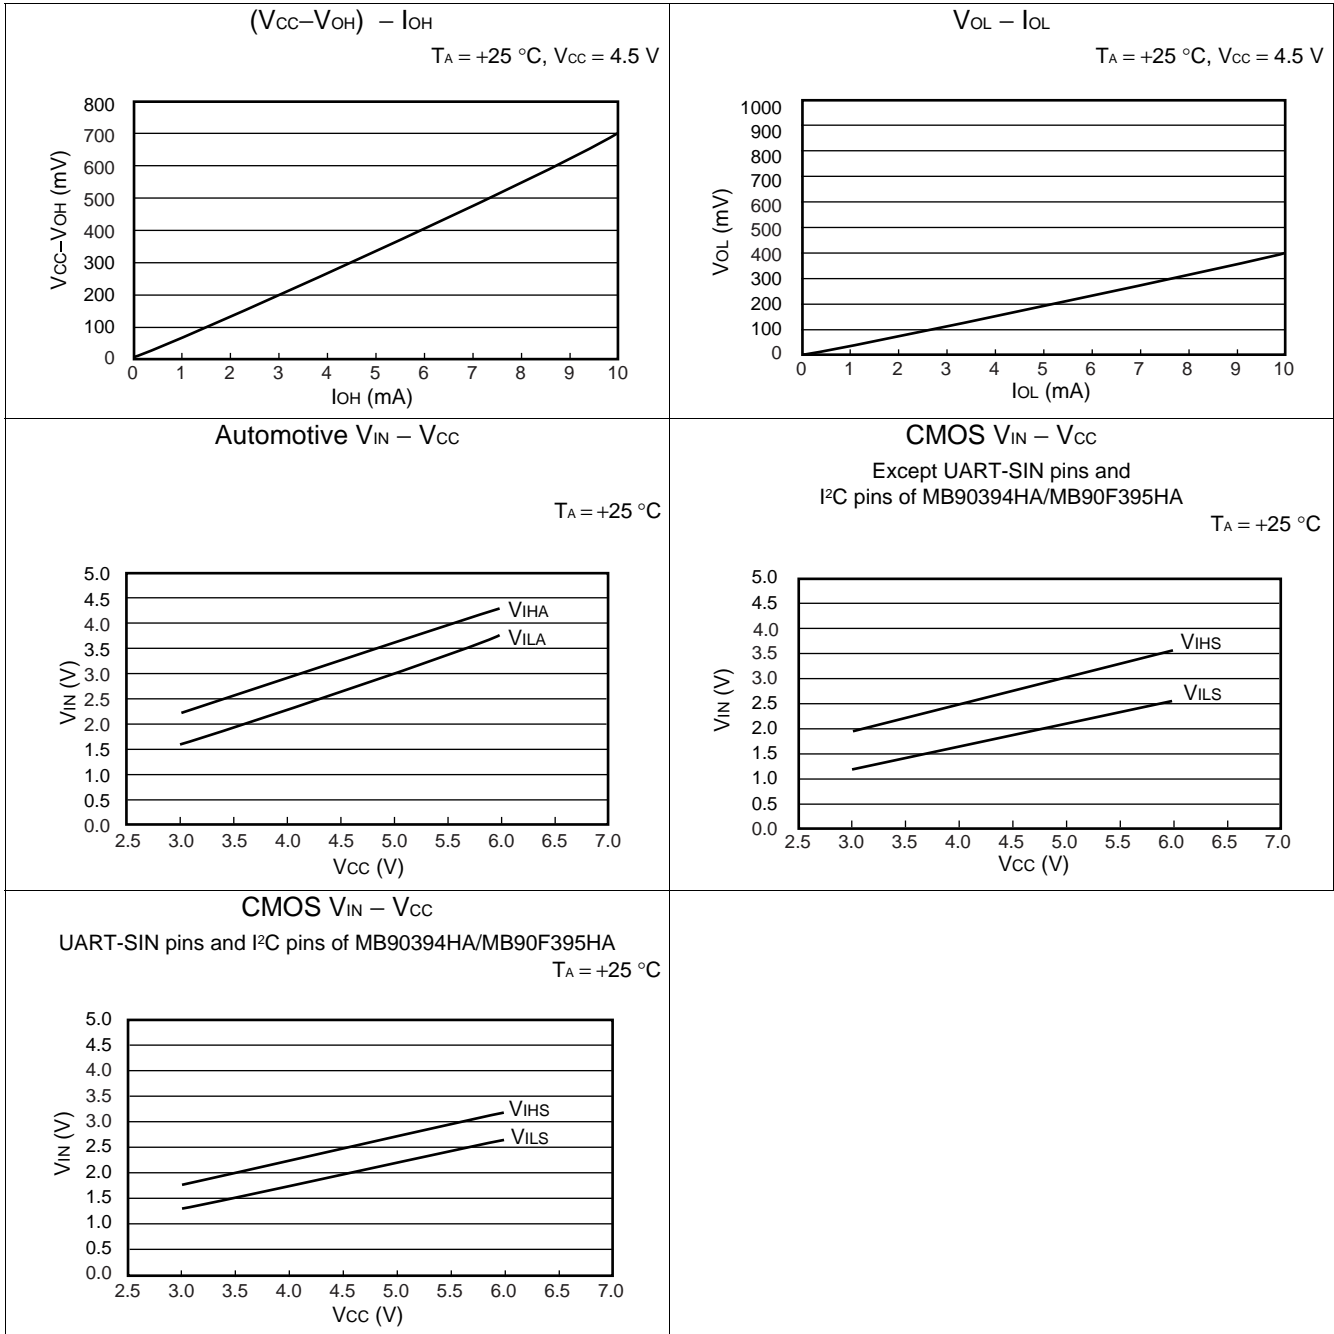 (VCC–VOH) – IOH
TA = +25 °C, VCC = 4.5 V
VCC–VOH (mV)
800
700
600
500
400
300
200
100
0
0 1 2 3 4 5 6 7 8 9 10
IOH (mA)
VOL – IOL
TA = +25 °C, VCC = 4.5 V
VOL (mV)
1000
900
800
700
600
500
400
300
200
100
0
0 1 2 3 4 5 6 7 8 9 10
IOL (mA)
Automotive VIN – VCC
TA = +25 °C
VIN (V)
5.0
4.5
4.0
3.5
3.0
2.5
2.0
1.5
1.0
0.5
0.0
VIHA
VILA
2.5 3.0 3.5 4.0 4.5 5.0 5.5 6.0 6.5 7.0
VCC (V)
CMOS VIN – VCC
Except UART-SIN pins and
I²C pins of MB90394HA/MB90F395HA
TA = +25 °C
VIN (V)
5.0
4.5
4.0
3.5
3.0
2.5
2.0
1.5
1.0
0.5
0.0
VIHS
VILS
2.5 3.0 3.5 4.0 4.5 5.0 5.5 6.0 6.5 7.0
VCC (V)
CMOS VIN – VCC
UART-SIN pins and I²C pins of MB90394HA/MB90F395HA
TA = +25 °C
VIN (V)
5.0
4.5
4.0
3.5
3.0
2.5
2.0
1.5
1.0
0.5
0.0
VIHS
VILS
2.5 3.0 3.5 4.0 4.5 5.0 5.5 6.0 6.5 7.0
VCC (V)